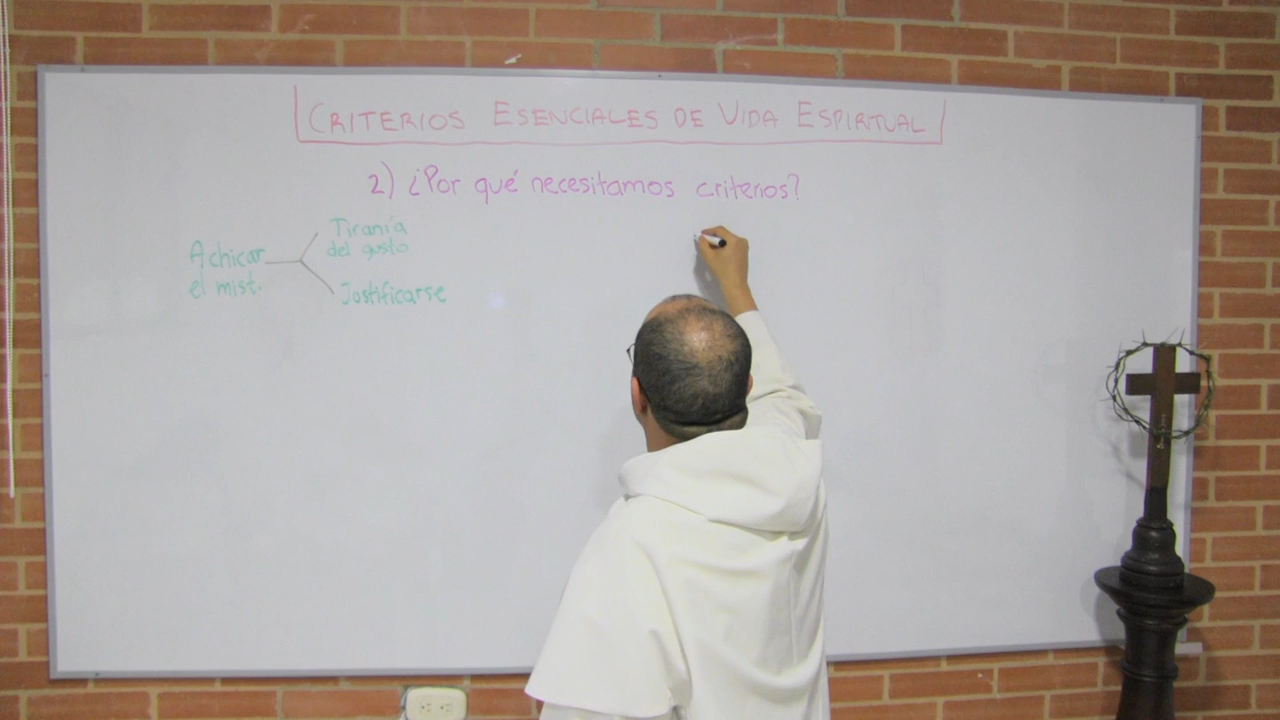 CRITERIOS ESENCIALES DE VIDA ESPIRITUAL
2) ¿Por qué necesitamos criterios?
Achicar
el mist.
Tiranía
del gusto
Justificarse